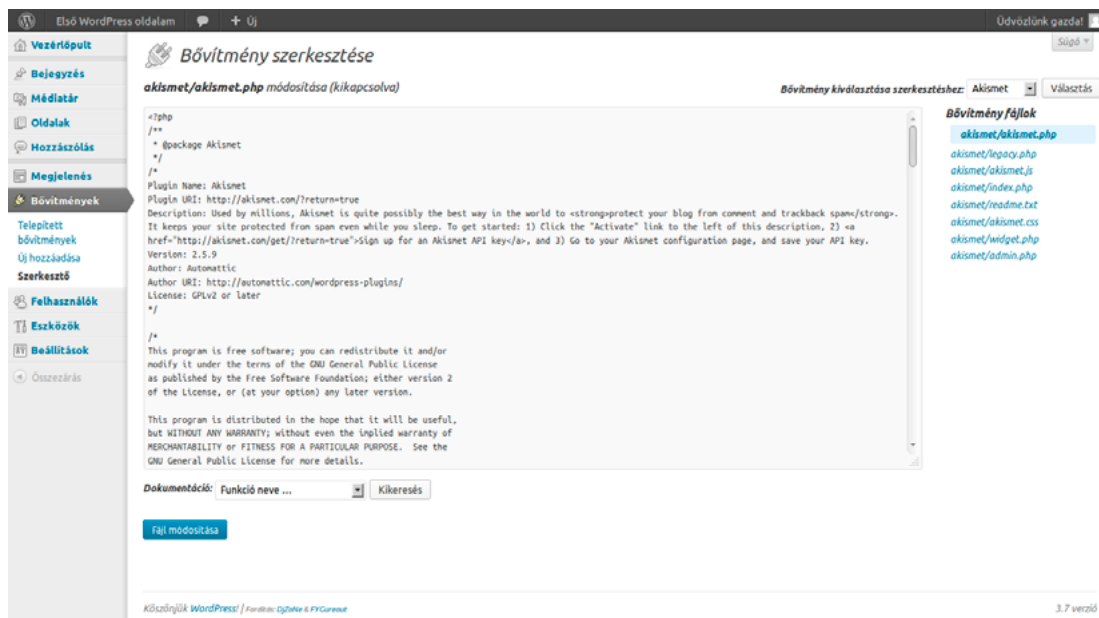 Első WordPress oldalam + Új Üdvözlünk gazda!
Súgó
Vezérlőpult
Bejegyzés
Médiatár
Oldalak
Hozzászólás
Megjelenés
Bővítmények
Telepített
bővítmények
Új hozzáadása
Szerkesztő
Felhasználók
Eszközök
Beállítások
Összezárás
Bővítmény szerkesztése
akismet/akismet.php módosítása (kikapcsolva)
Bővítmény kiválasztása szerkesztéshez: Akismet Választás
<?php
/**
* @package Akismet
*/
/*
Plugin Name: Akismet
Plugin URI: http://akismet.com/?return=true
Description: Used by millions, Akismet is quite possibly the best way in the world to <strong>protect your blog from comment and trackback spam</strong>.
It keeps your site protected from spam even while you sleep. To get started: 1) Click the "Activate" link to the left of this description, 2) <a
href="http://akismet.com/get/?return=true">Sign up for an Akismet API key</a>, and 3) Go to your Akismet configuration page, and save your API key.
Version: 2.5.9
Author: Automattic
Author URI: http://automattic.com/wordpress-plugins/
License: GPLv2 or later
*/
/*
This program is free software; you can redistribute it and/or
modify it under the terms of the GNU General Public License
as published by the Free Software Foundation; either version 2
of the License, or (at your option) any later version.
This program is distributed in the hope that it will be useful,
but WITHOUT ANY WARRANTY; without even the implied warranty of
MERCHANTABILITY or FITNESS FOR A PARTICULAR PURPOSE. See the
GNU General Public License for more details.
Bővítmény fájlok
akismet/akismet.php
akismet/legacy.php
akismet/akismet.js
akismet/index.php
akismet/readme.txt
akismet/akismet.css
akismet/widget.php
akismet/admin.php
Dokumentáció: Funkció neve ... Kikeresés
Fájl módosítása
Köszönjük WordPress! | Fordítás: DjZoNe & FYGureout
3.7 verzió